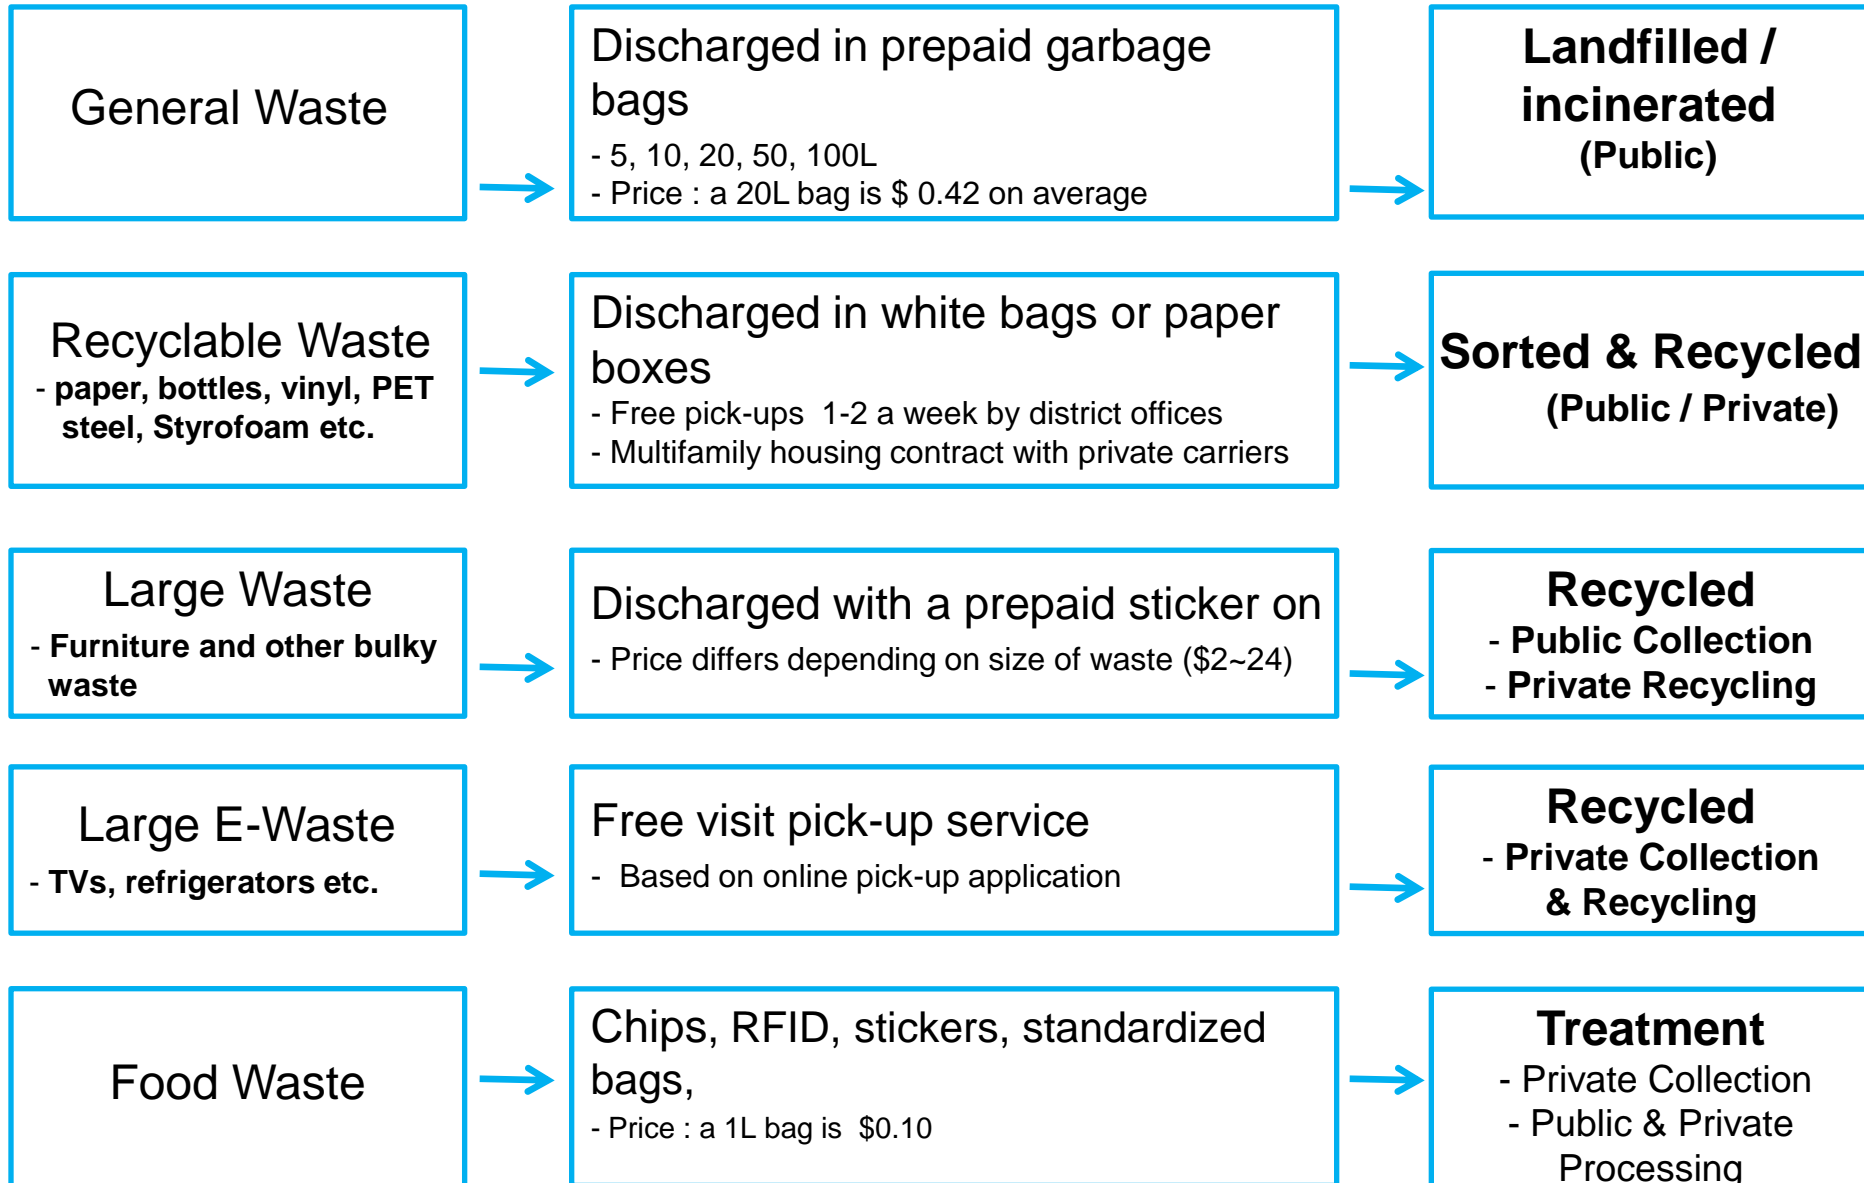 General Waste
Discharged in prepaid garbage
bags
- 5, 10, 20, 50, 100L
- Price : a 20L bag is $ 0.42 on average
Landfilled /
incinerated
(Public)
Recyclable Waste
- paper, bottles, vinyl, PET
steel, Styrofoam etc.
Discharged in white bags or paper
boxes
- Free pick-ups 1-2 a week by district offices
- Multifamily housing contract with private carriers
Sorted & Recycled
(Public / Private)
Large Waste
- Furniture and other bulky
waste
Discharged with a prepaid sticker on
- Price differs depending on size of waste ($2~24)
Recycled
- Public Collection
- Private Recycling
Large E-Waste
- TVs, refrigerators etc.
Free visit pick-up service
- Based on online pick-up application
Recycled
- Private Collection
& Recycling
Food Waste
Chips, RFID, stickers, standardized
bags,
- Price : a 1L bag is $0.10
Treatment
- Private Collection
- Public & Private
Processing